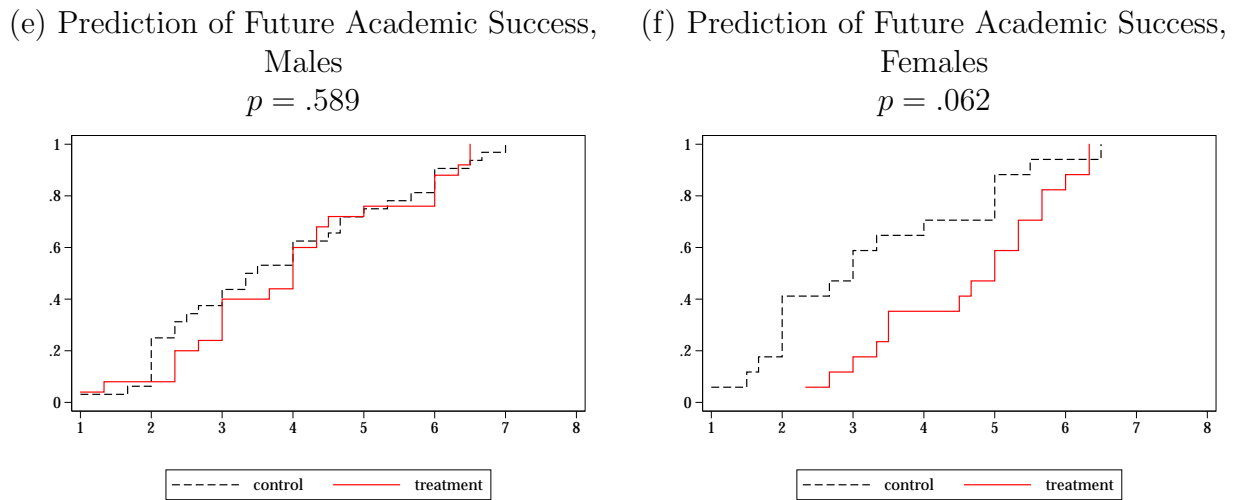 (e) Prediction of Future Academic Success,
Males
p = .589
1
.8
.6
.4
.2
0
1 2 3 4 5 6 7 8
control treatment
(f) Prediction of Future Academic Success,
Females
p = .062
1
.8
.6
.4
.2
0
1 2 3 4 5 6 7 8
control treatment